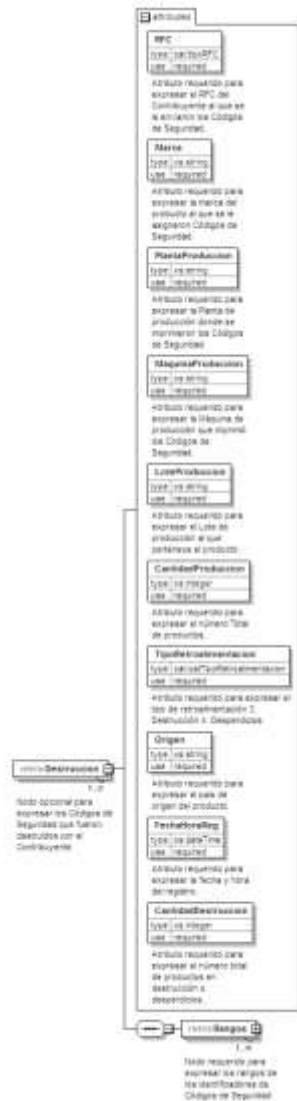 attributes
RFC
type
use required
Atributo requerido para
expresar el RFC del
Contribuyente al que se
le enviaron los Códigos
de Seguridad.
Marca
type xs:string
use required
Atributo requerido para
expresar la marca del
producto al que se le
asignaron Códigos de
Seguridad.
PlantaProduccion
type xs:string
use required
Atributo requerido para
expresar la Planta de
producción donde se
imprimieron los Códigos
de Seguridad.
MaquinaProduccion
type xs:string
use required
Atributo requerido para
expresar la Máquina de
producción que imprimió
los Códigos de
Seguridad.
LoteProduccion
type xs:string
use required
Atributo requerido para
expresar el Lote de
producción al que
pertenece el producto.
CantidadProduccion
type xs:integer
use required
Atributo requerido para
expresar el número Total
de productos.
TipoRetroalimentacion
type
use required
Atributo requerido para expresar el
tipo de retroalimentación 3.
Destrucción 4. Desperdicios
Origen
type xs:string
use required
Atributo requerido para
expresar el país de
origen del producto.
FechaHoraReg
type xs:dateTime
use required
Atributo requerido para
expresar la fecha y hora
del registro.
CantidadDestruccion
type xs:integer
use required
Atributo requerido para
expresar el número total
de productos en
destrucción o
desperdicios.
Destruccion
Nodo opcional para
expresar los Códigos de
Seguridad que fueron
destruidos por el
Contribuyente
Rangos
Nodo requerido para
expresar los rangos de
los identificadores de
Códigos de Seguridad